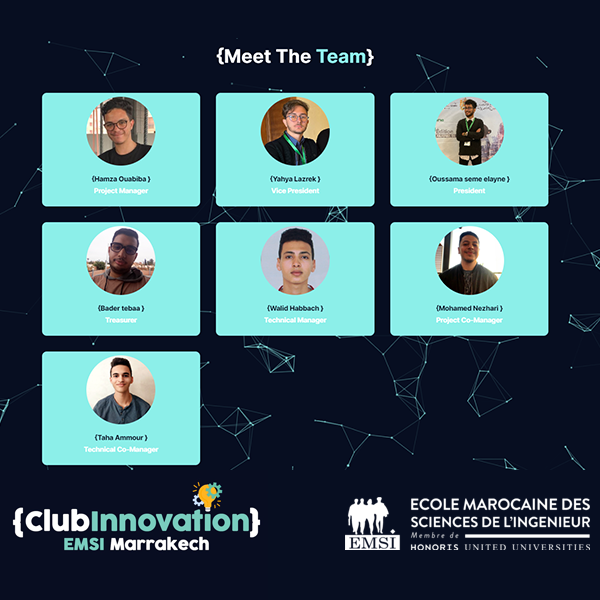 {Meet The Team}
{Hamza Ouabiba }
Project Manager
{Yahya Lazrek }
Vice President
{Oussama seme elayne }
President
{Bader tebaa }
Treasurer
{Walid Habbach }
Technical Manager
{Mohamed Nezhari }
Project Co-Manager
{Taha Ammour }
Technical Co-Manager
{ClubInnovation}
EMSI Marrakech
EMSI
ECOLE MAROCAINE DES
SCIENCES DE L'INGENIEUR
Membre de
HONORIS UNITED UNIVERSITIES